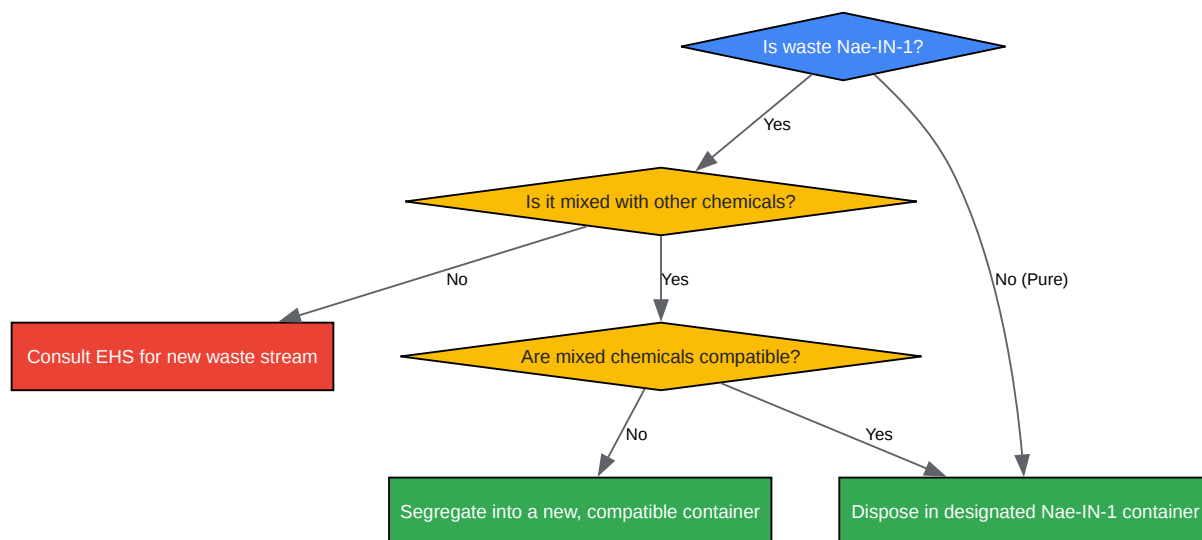 Is waste Nae-IN-1?
Yes
Is it mixed with other chemicals?
No
Yes
No (Pure)
Consult EHS for new waste stream
Are mixed chemicals compatible?
No
Yes
Segregate into a new, compatible container
Dispose in designated Nae-IN-1 container